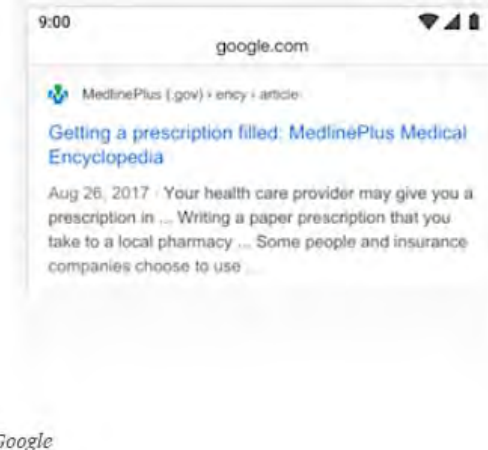 9:00
google.com
MedlinePlus (.gov) › ency › article
Getting a prescription filled: MedlinePlus Medical
Encyclopedia
Aug 26, 2017 · Your health care provider may give you a
prescription in ... Writing a paper prescription that you
take to a local pharmacy ... Some people and insurance
companies choose to use ...
Google